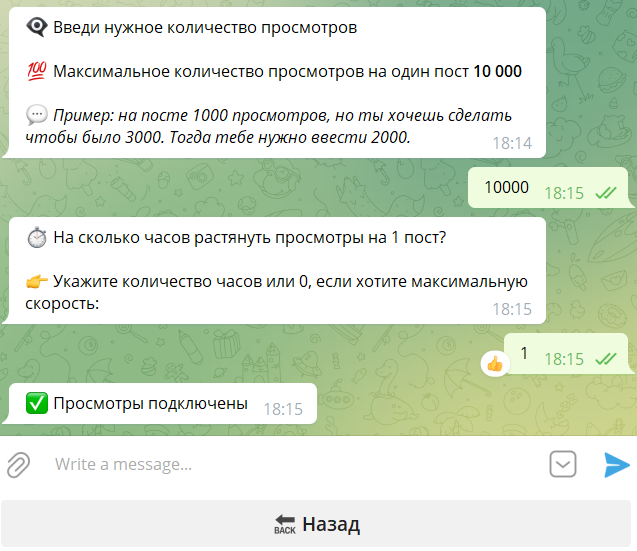 Введи нужное количество просмотров
💯 Максимальное количество просмотров на один пост 10 000
Пример: на посте 1000 просмотров, но ты хочешь сделать
чтобы было 3000. Тогда тебе нужно ввести 2000.
18:14
10000 18:15
На сколько часов растянуть просмотры на 1 пост?
Укажите количество часов или 0, если хотите максимальную
скорость:
18:15
1 18:15
Просмотры подключены 18:15
Write a message...
BACK Назад